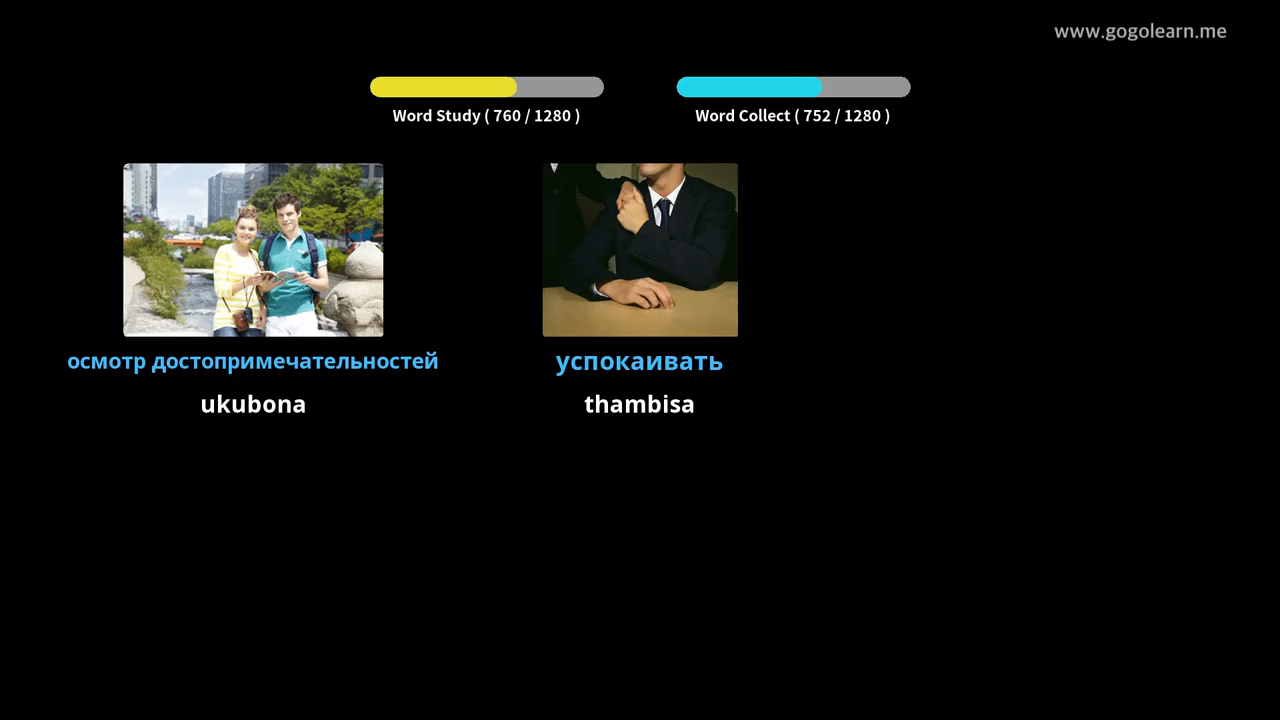 www.gogolearn.me
Word Study ( 760 / 1280 )
Word Collect ( 752 / 1280 )
осмотр достопримечательностей
ukubona
успокаивать
thambisa